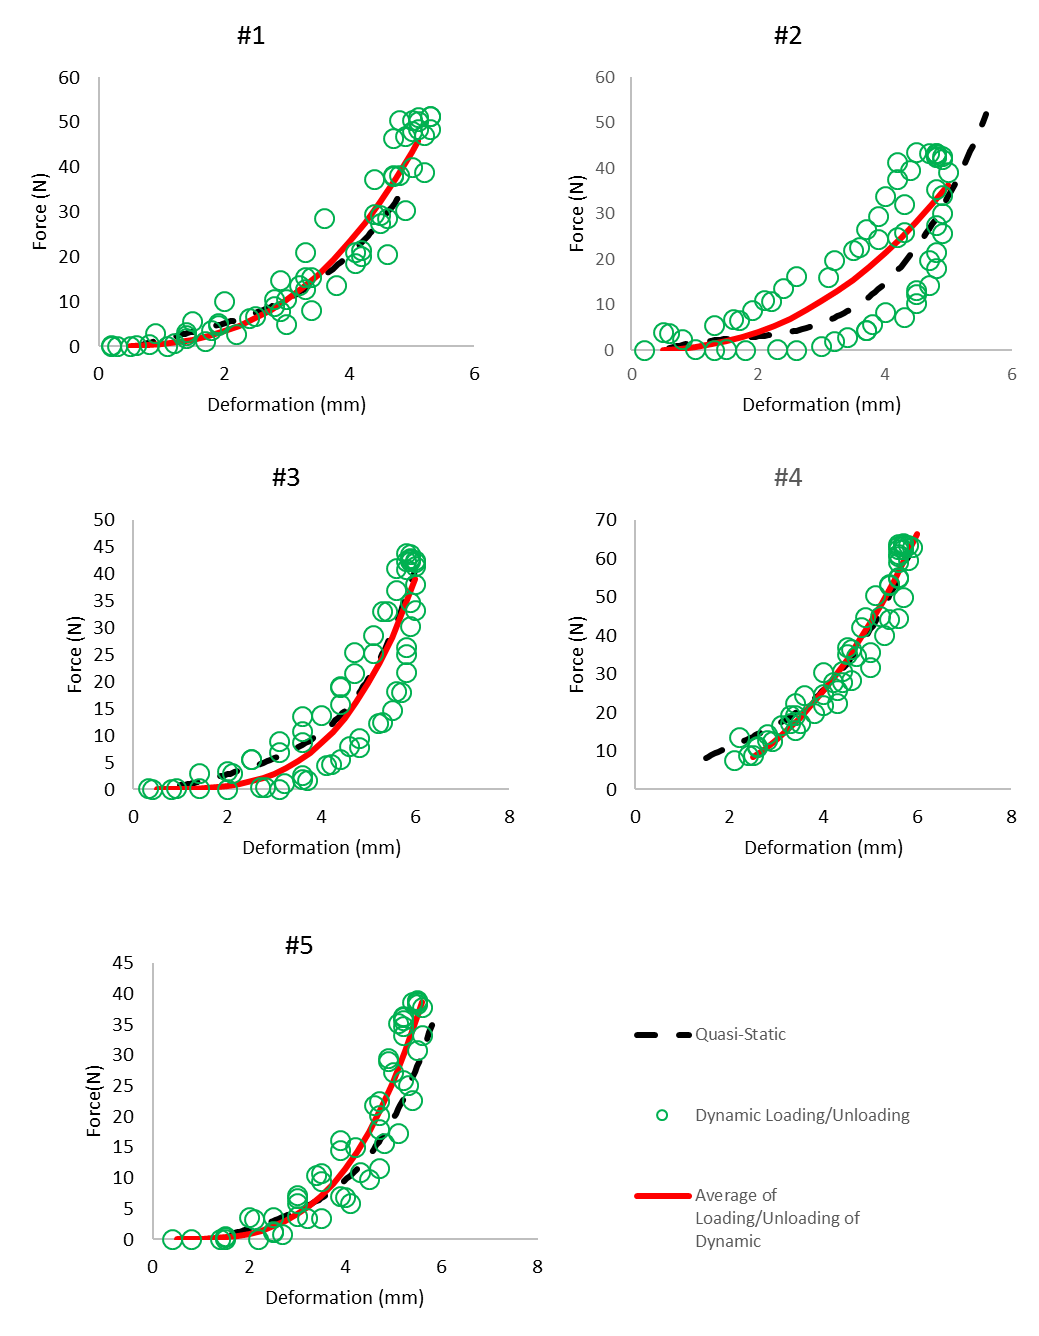 #1
60
50
40
30
20
10
0
0 2 4 6
Force (N)
Deformation (mm)
#2
60
50
40
30
20
10
0
0 2 4 6
Force (N)
Deformation (mm)
#3
50
45
40
35
30
25
20
15
10
5
0
0 2 4 6 8
Force (N)
Deformation (mm)
#4
70
60
50
40
30
20
10
0
0 2 4 6 8
Force (N)
Deformation (mm)
#5
45
40
35
30
25
20
15
10
5
0
0 2 4 6 8
Force(N)
Deformation (mm)
Quasi-Static
Dynamic Loading/Unloading
Average of
Loading/Unloading of
Dynamic